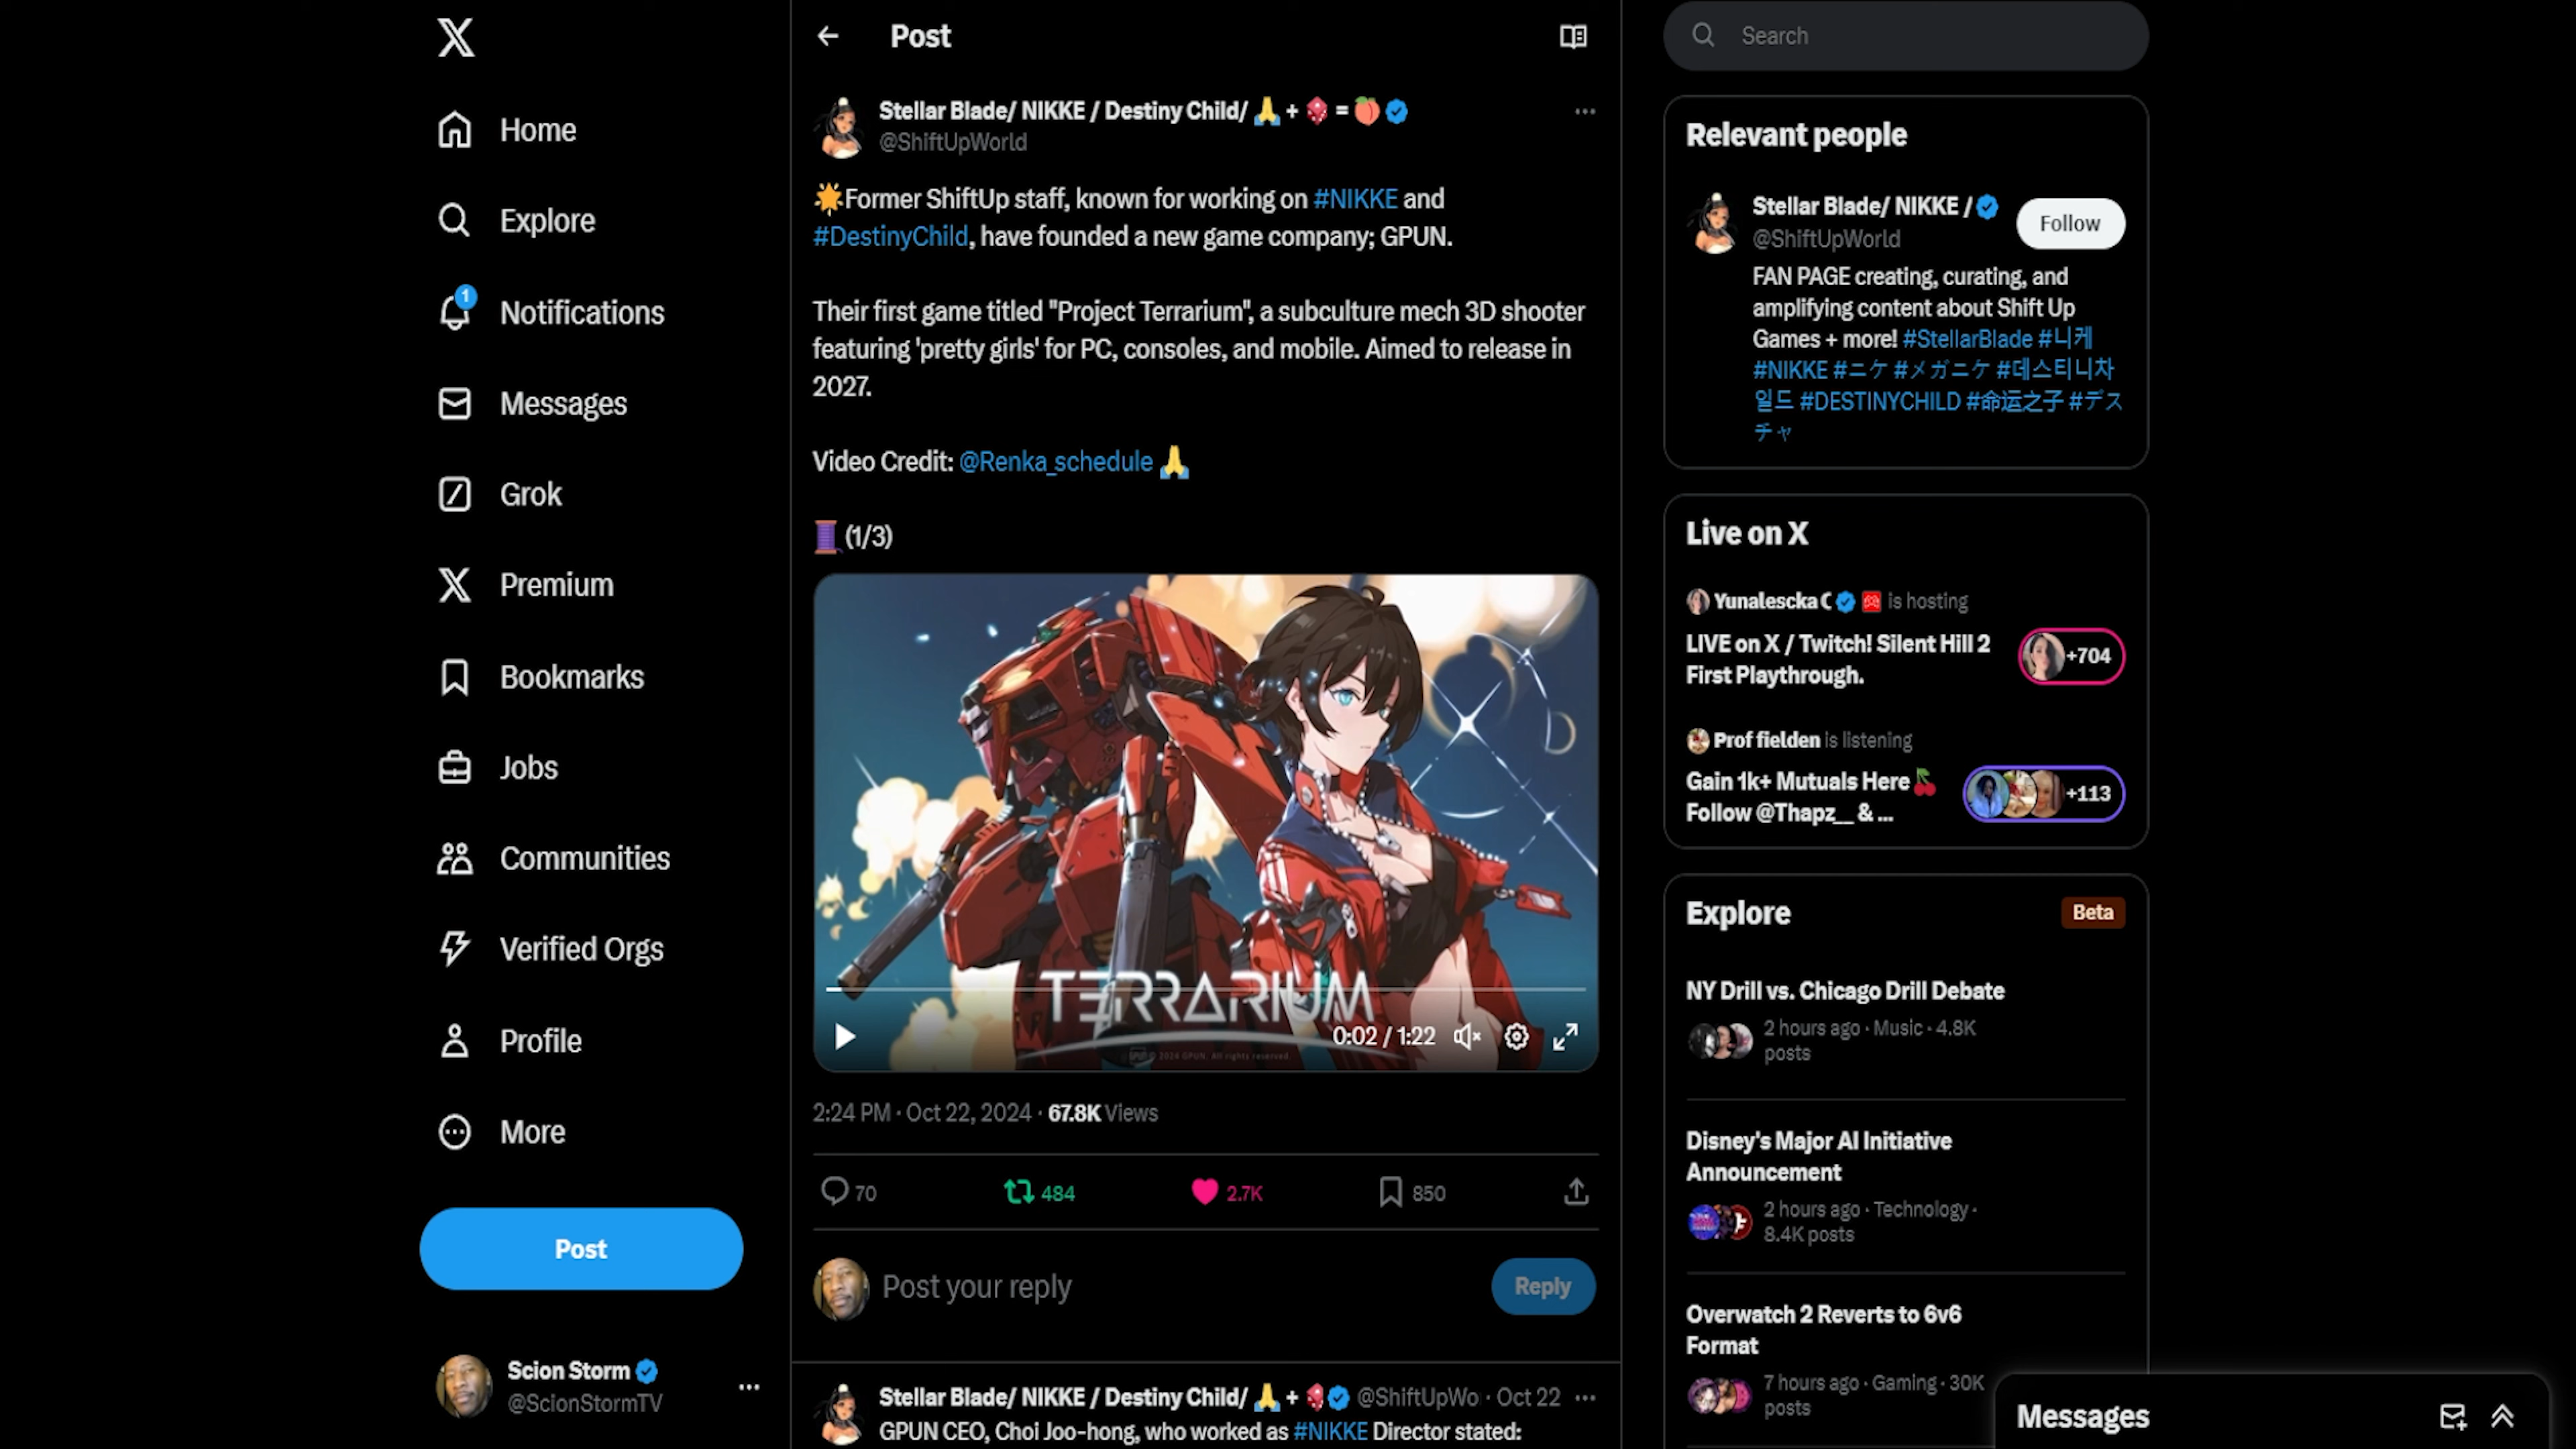 Home
Explore
1
Notifications
Messages
Grok
Premium
Bookmarks
Jobs
Communities
Verified Orgs
Profile
More
Post
Scion Storm
@ScionStormTV
Post
Stellar Blade/ NIKKE / Destiny Child/ 🙏 + 🎲 = 🍑
@ShiftUpWorld
🌟Former ShiftUp staff, known for working on #NIKKE and
#DestinyChild, have founded a new game company; GPUN.
Their first game titled "Project Terrarium", a subculture mech 3D shooter
featuring 'pretty girls' for PC, consoles, and mobile. Aimed to release in
2027.
Video Credit: @Renka_schedule 🙏
🧵(1/3)
TERRARIUM
0:02 / 1:22
GPUN © 2024 GPUN. All rights reserved.
2:24 PM · Oct 22, 2024 · 67.8K Views
70 484 2.7K 850
Post your reply
Reply
Stellar Blade/ NIKKE / Destiny Child/ 🙏 + 🎲 @ShiftUpWo · Oct 22
GPUN CEO, Choi Joo-hong, who worked as #NIKKE Director stated:
Search
Relevant people
Stellar Blade/ NIKKE /
@ShiftUpWorld
Follow
FAN PAGE creating, curating, and
amplifying content about Shift Up
Games + more! #StellarBlade #니케
#NIKKE #ニケ #メガニケ #데스티니차
일드 #DESTINYCHILD #命运之子 #デス
チャ
Live on X
Yunalescka C is hosting
LIVE on X / Twitch! Silent Hill 2
First Playthrough.
+704
Prof fielden is listening
Gain 1k+ Mutuals Here🍒
Follow @Thapz__ & ...
+113
Explore
Beta
NY Drill vs. Chicago Drill Debate
2 hours ago · Music · 4.8K
posts
Disney's Major AI Initiative
Announcement
2 hours ago · Technology ·
8.4K posts
Overwatch 2 Reverts to 6v6
Format
7 hours ago · Gaming · 30K
posts
Messages